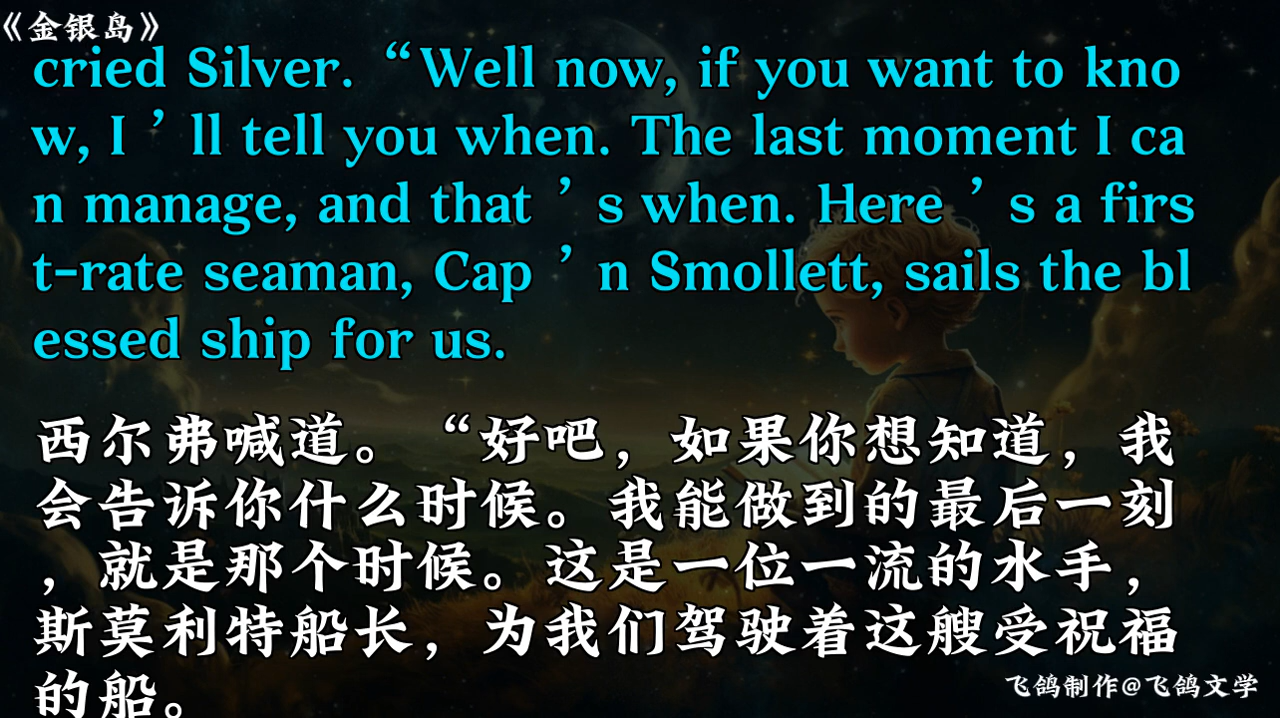 《金银岛》
cried Silver. “Well now, if you want to kno
w, I’ll tell you when. The last moment I ca
n manage, and that’s when. Here’s a firs
t-rate seaman, Cap’n Smollett, sails the bl
essed ship for us.
西尔弗喊道。“好吧，如果你想知道，我
会告诉你什么时候。我能做到的最后一刻
，就是那个时候。这是一位一流的水手，
斯莫利特船长，为我们驾驶着这艘受祝福
的船。
飞鸽制作@飞鸽文学